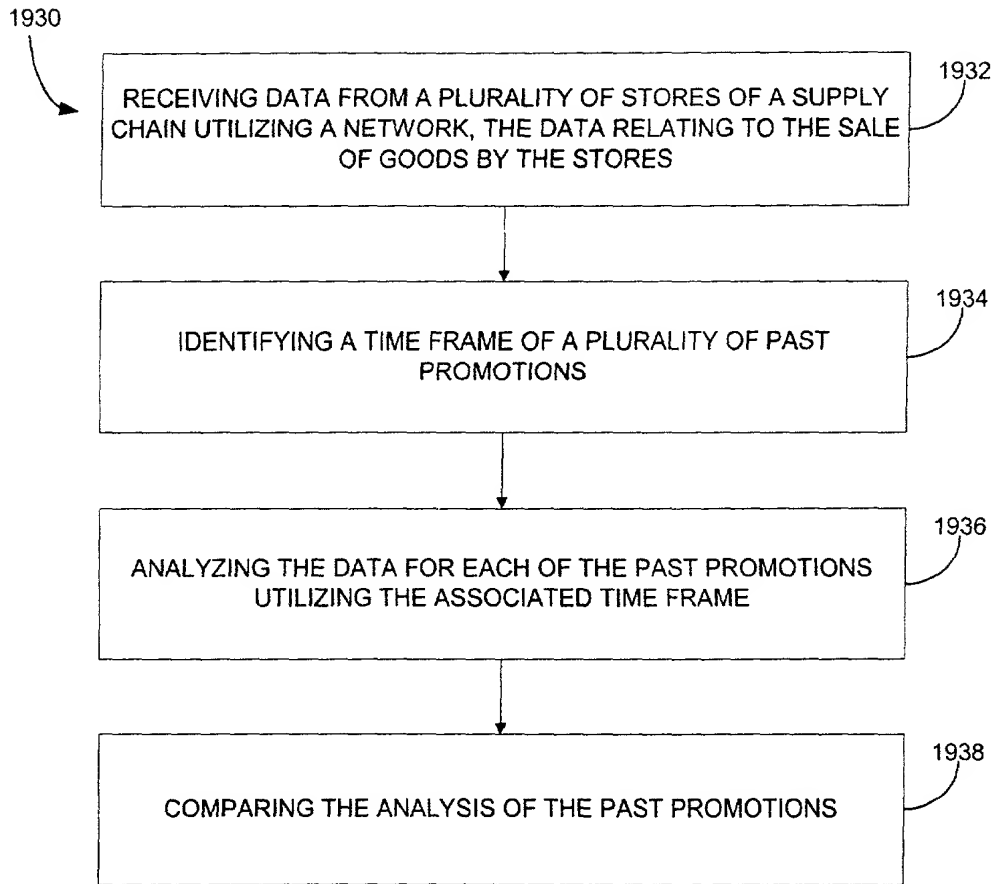 1930
1932
RECEIVING DATA FROM A PLURALITY OF STORES OF A SUPPLY
CHAIN UTILIZING A NETWORK, THE DATA RELATING TO THE SALE
OF GOODS BY THE STORES
1934
IDENTIFYING A TIME FRAME OF A PLURALITY OF PAST
PROMOTIONS
1936
ANALYZING THE DATA FOR EACH OF THE PAST PROMOTIONS
UTILIZING THE ASSOCIATED TIME FRAME
1938
COMPARING THE ANALYSIS OF THE PAST PROMOTIONS